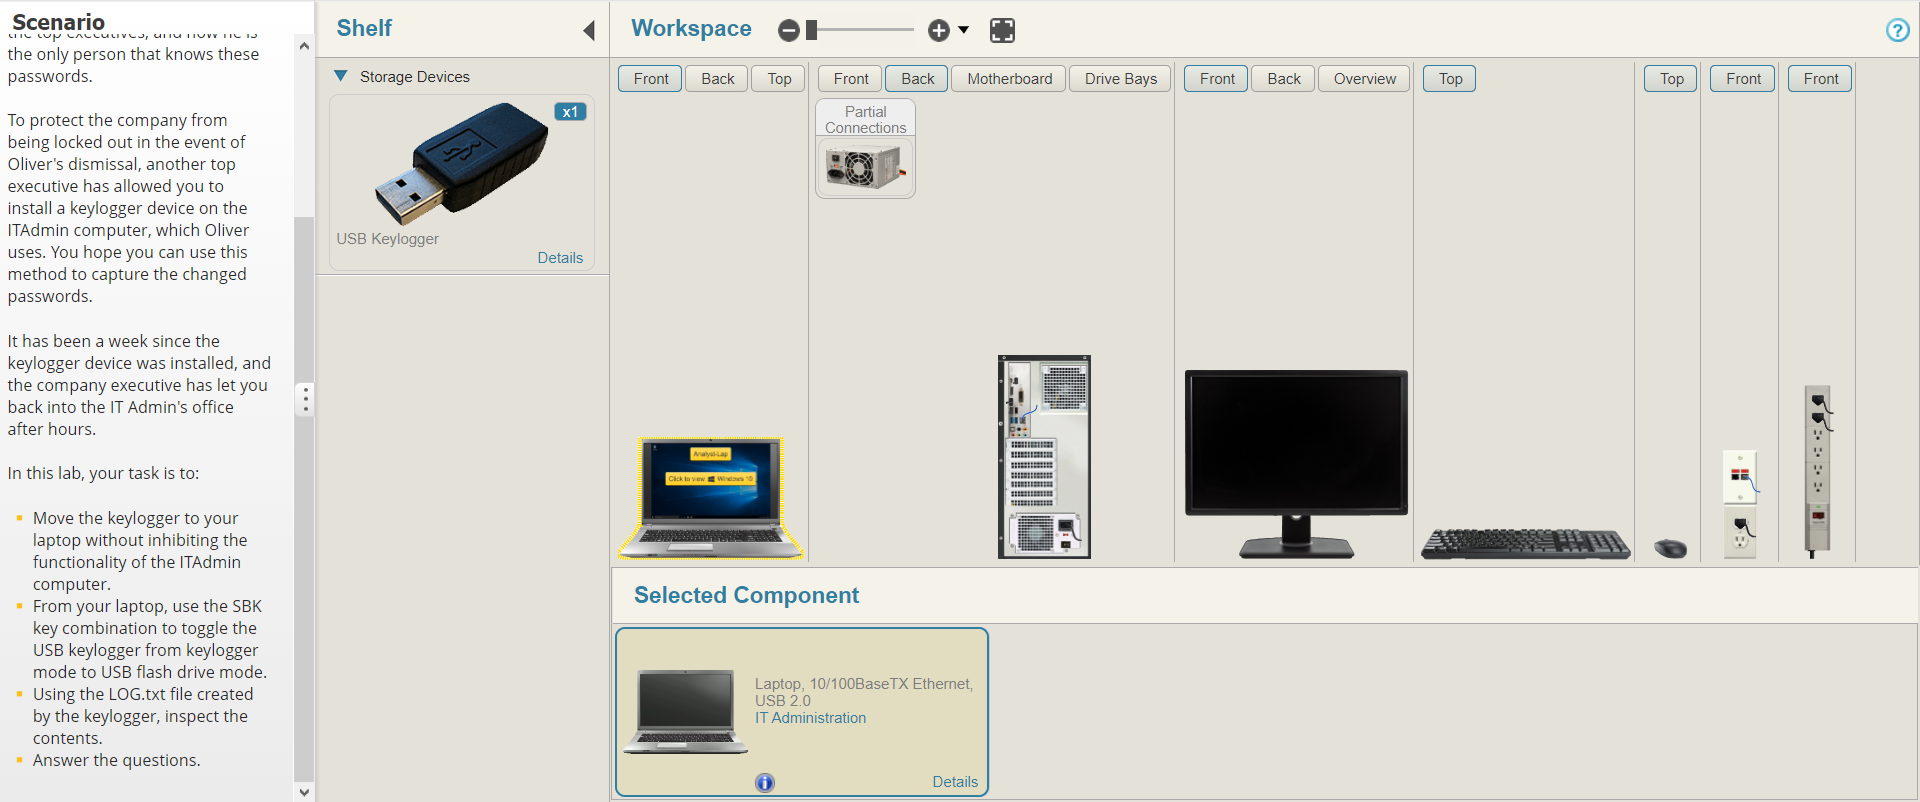 Scenario
the top executives, and now he is
the only person that knows these
passwords.
To protect the company from
being locked out in the event of
Oliver's dismissal, another top
executive has allowed you to
install a keylogger device on the
ITAdmin computer, which Oliver
uses. You hope you can use this
method to capture the changed
passwords.
It has been a week since the
keylogger device was installed, and
the company executive has let you
back into the IT Admin's office
after hours.
In this lab, your task is to:
Move the keylogger to your
laptop without inhibiting the
functionality of the ITAdmin
computer.
From your laptop, use the SBK
key combination to toggle the
USB keylogger from keylogger
mode to USB flash drive mode.
Using the LOG.txt file created
by the keylogger, inspect the
contents.
Answer the questions.
Shelf
Storage Devices
x1
USB Keylogger
Details
Workspace
Front Back Top
Front Back Motherboard Drive Bays
Front Back Overview
Top
Top
Front
Front
Partial
Connections
Analyst-Lap
Click to view Windows 10
Selected Component
Laptop, 10/100BaseTX Ethernet,
USB 2.0
IT Administration
Details